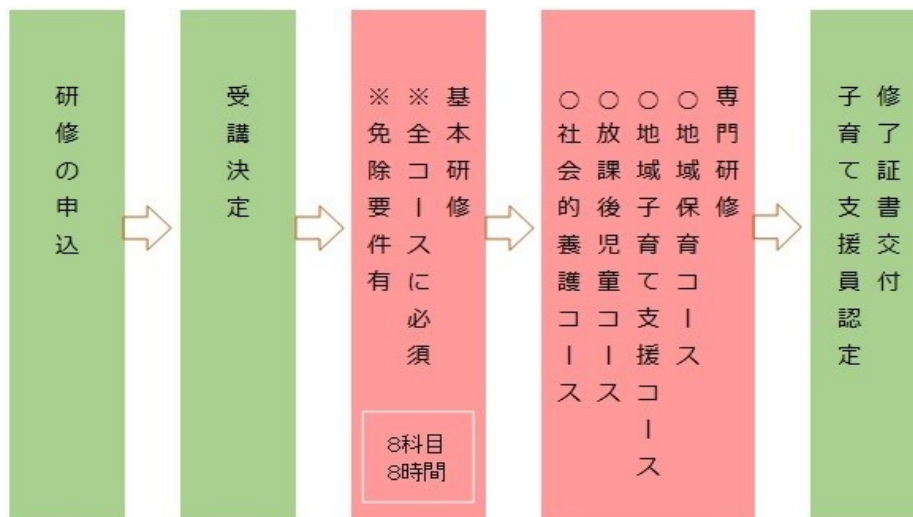 研修の申込
受講決定
基本研修
※全コースに必須
※免除要件有
8科目
8時間
専門研修
○地域保育コース
○地域子育て支援コース
○放課後児童コース
○社会的養護コース
修了証書交付
子育て支援員認定